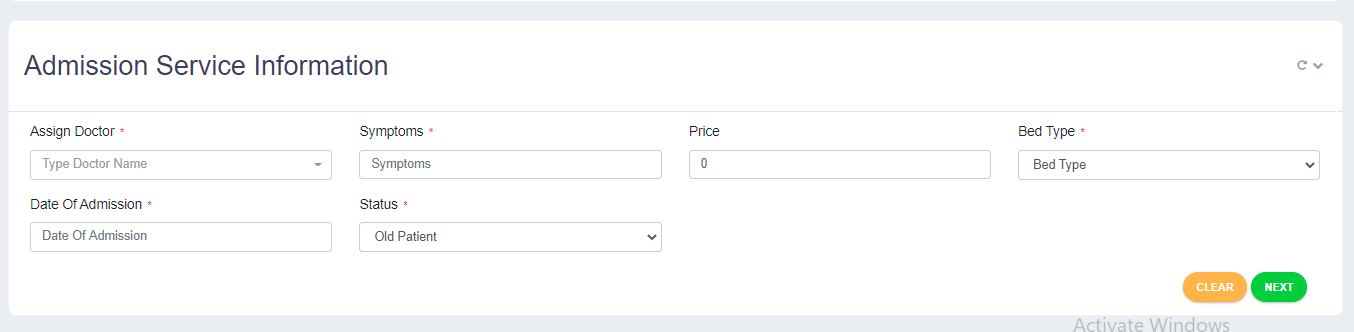 Admission Service Information
Assign Doctor * Symptoms * Price Bed Type *
Type Doctor Name Symptoms 0 Bed Type
Date Of Admission * Status *
Date Of Admission Old Patient
CLEAR NEXT
Activate Windows